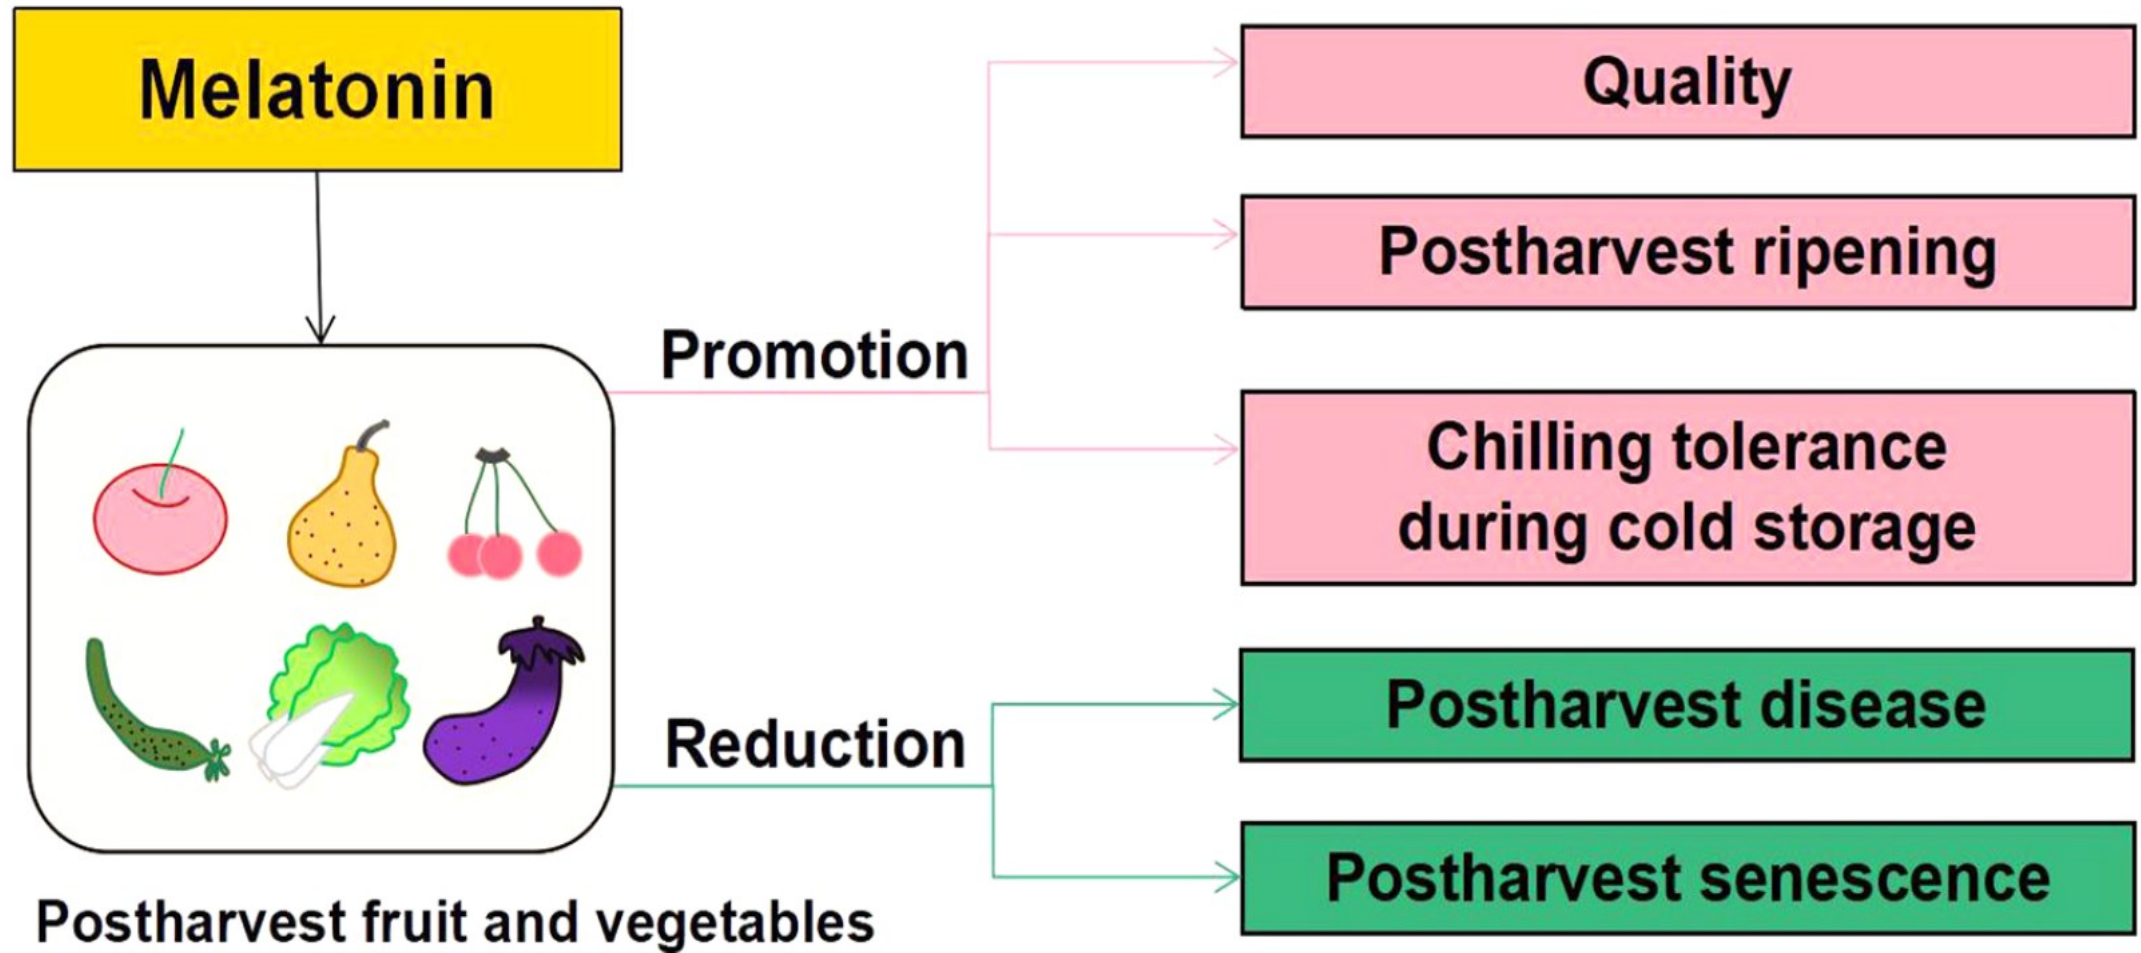 Melatonin
Quality
Postharvest ripening
Promotion
Chilling tolerance
during cold storage
Reduction
Postharvest disease
Postharvest senescence
Postharvest fruit and vegetables